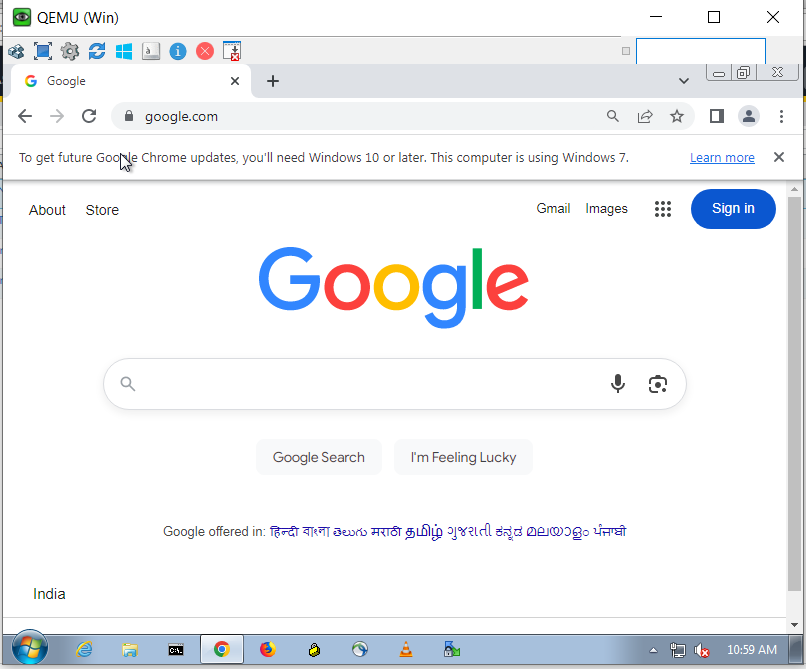 QEMU (Win)
Google
google.com
To get future Google Chrome updates, you'll need Windows 10 or later. This computer is using Windows 7. Learn more
About Store Gmail Images Sign in
Google
Google Search I'm Feeling Lucky
Google offered in: हिन्दी বাংলা తెలుగు मराठी தமிழ் ગુજરાતી ಕನ್ನಡ മലയാളം ਪੰਜਾਬੀ
India
10:59 AM